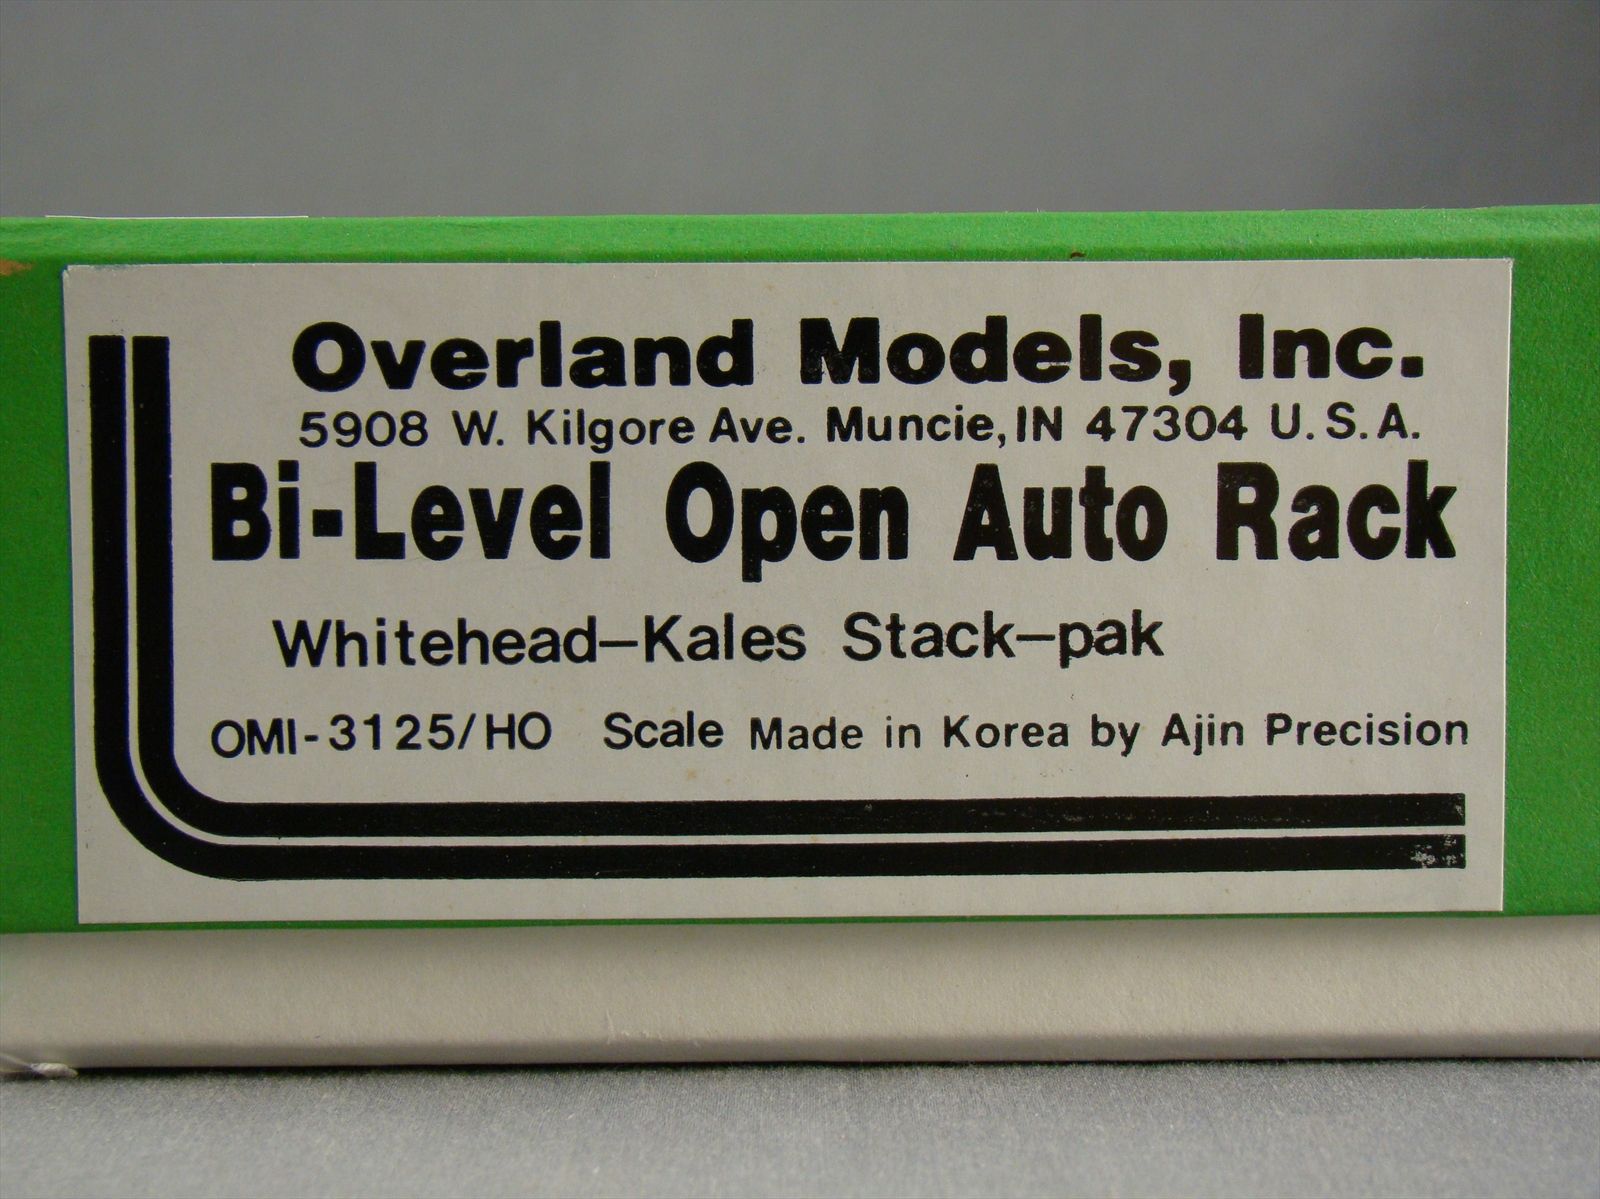 Overland Models, Inc.
5908 W. Kilgore Ave. Muncie, IN 47304 U.S.A.
Bi-Level Open Auto Rack
Whitehead-Kales Stack-pak
OMI-3125/HO Scale Made in Korea by Ajin Precision